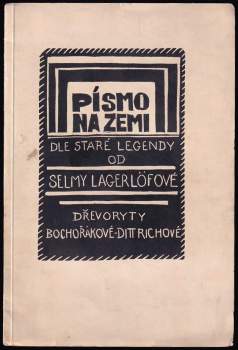 PÍSMO
NA ZEMI
DLE STARÉ LEGENDY
OD
SELMY LAGERLÖFOVÉ
DŘEVORYTY
BOCHOŘÁKOVÉ-DITTRICHOVÉ